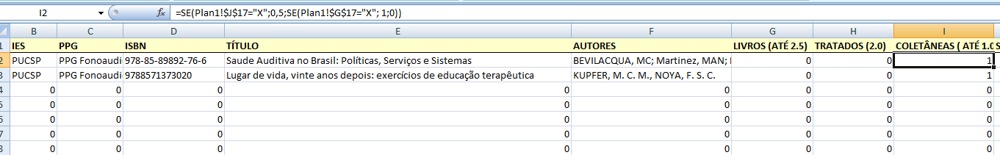 I2 fx =SE(Plan1!$J$17="X";0,5;SE(Plan1!$G$17="X"; 1;0))
B C D E F G H I
1 IES PPG ISBN TÍTULO AUTORES LIVROS (ATÉ 2.5) TRATADOS (2.0) COLETÂNEAS ( ATÉ 1.0 S
2 PUCSP PPG Fonoaudi 978-85-89892-76-6 Saude Auditiva no Brasil: Políticas, Serviços e Sistemas BEVILACQUA, MC; Martinez, MAN; 0 0 1
3 PUCSP PPG Fonoaudi 9788571373020 Lugar de vida, vinte anos depois: exercícios de educação terapêutica KUPFER, M. C. M., NOYA, F. S. C. 0 0 1
4 0 0 0 0 0 0 0 0
5 0 0 0 0 0 0 0 0
6 0 0 0 0 0 0 0 0
7 0 0 0 0 0 0 0 0
8 0 0 0 0 0 0 0 0